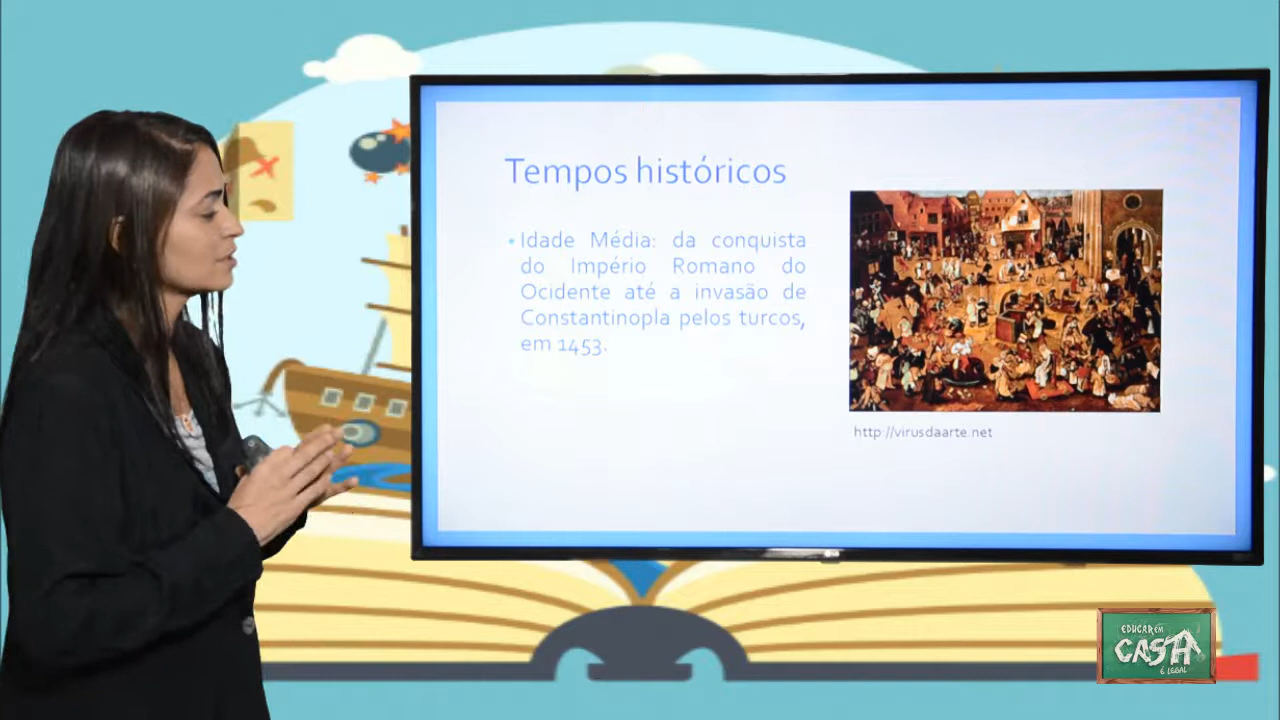 Tempos históricos
• Idade Média: da conquista
do Império Romano do
Ocidente até a invasão de
Constantinopla pelos turcos,
em 1453.
http://virusdaarte.net
LG
EDUCAR EM
CASA
É LEGAL